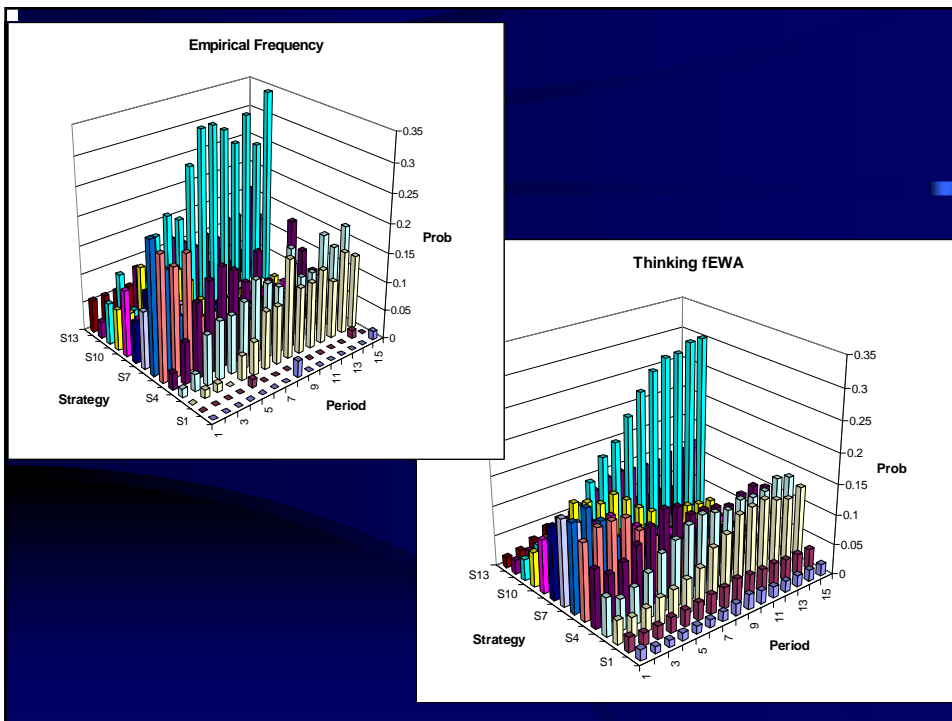 Empirical Frequency
0.35
0.3
0.25
0.2
0.15
0.1
0.05
0
Prob
S13
S10
S7
S4
S1
Strategy
1
3
5
7
9
11
13
15
Period
Thinking fEWA
0.35
0.3
0.25
0.2
0.15
0.1
0.05
0
Prob
S13
S10
S7
S4
S1
Strategy
1
3
5
7
9
11
13
15
Period